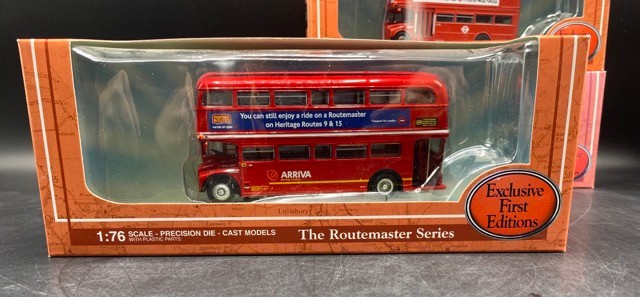 You can still enjoy a ride on a Routemaster
on Heritage Routes 9 & 15
ARRIVA
Littlebury
1:76 SCALE - PRECISION DIE - CAST MODELS
WITH PLASTIC PARTS
The Routemaster Series
Exclusive
First
Editions